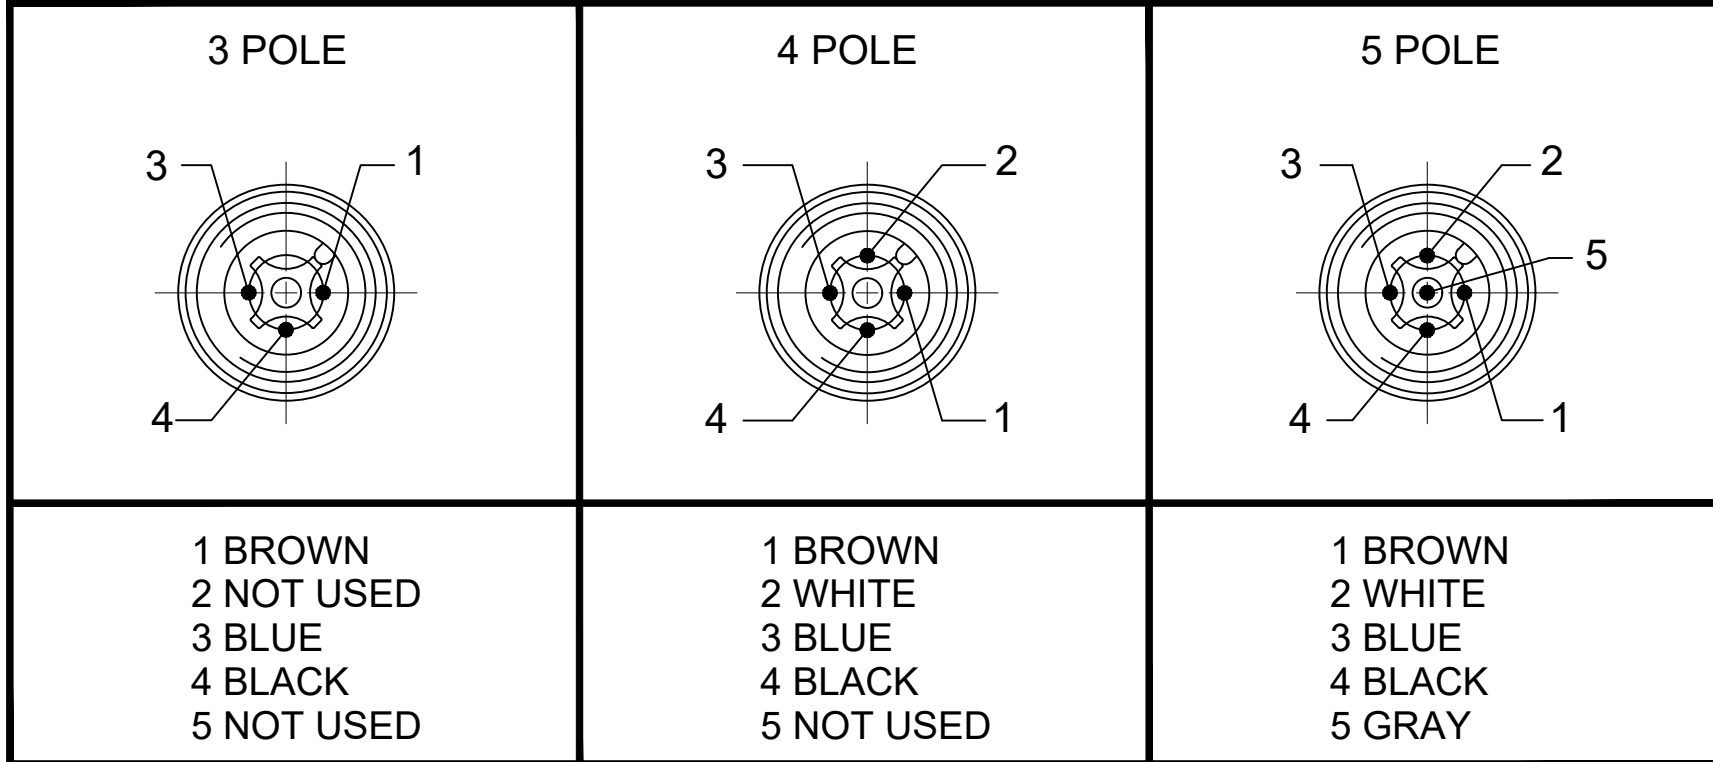 3 POLE
4 POLE
5 POLE
3
1
4
3
2
4
1
3
2
5
4
1
1 BROWN
2 NOT USED
3 BLUE
4 BLACK
5 NOT USED
1 BROWN
2 WHITE
3 BLUE
4 BLACK
5 NOT USED
1 BROWN
2 WHITE
3 BLUE
4 BLACK
5 GRAY